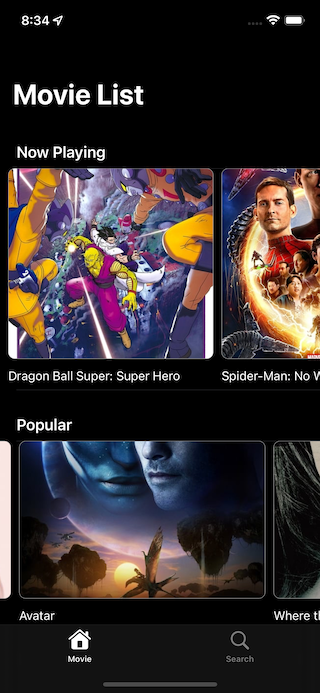 8:34
Movie List
Now Playing
Dragon Ball Super: Super Hero
Spider-Man: No W
Popular
Avatar
Where th
Movie
Search